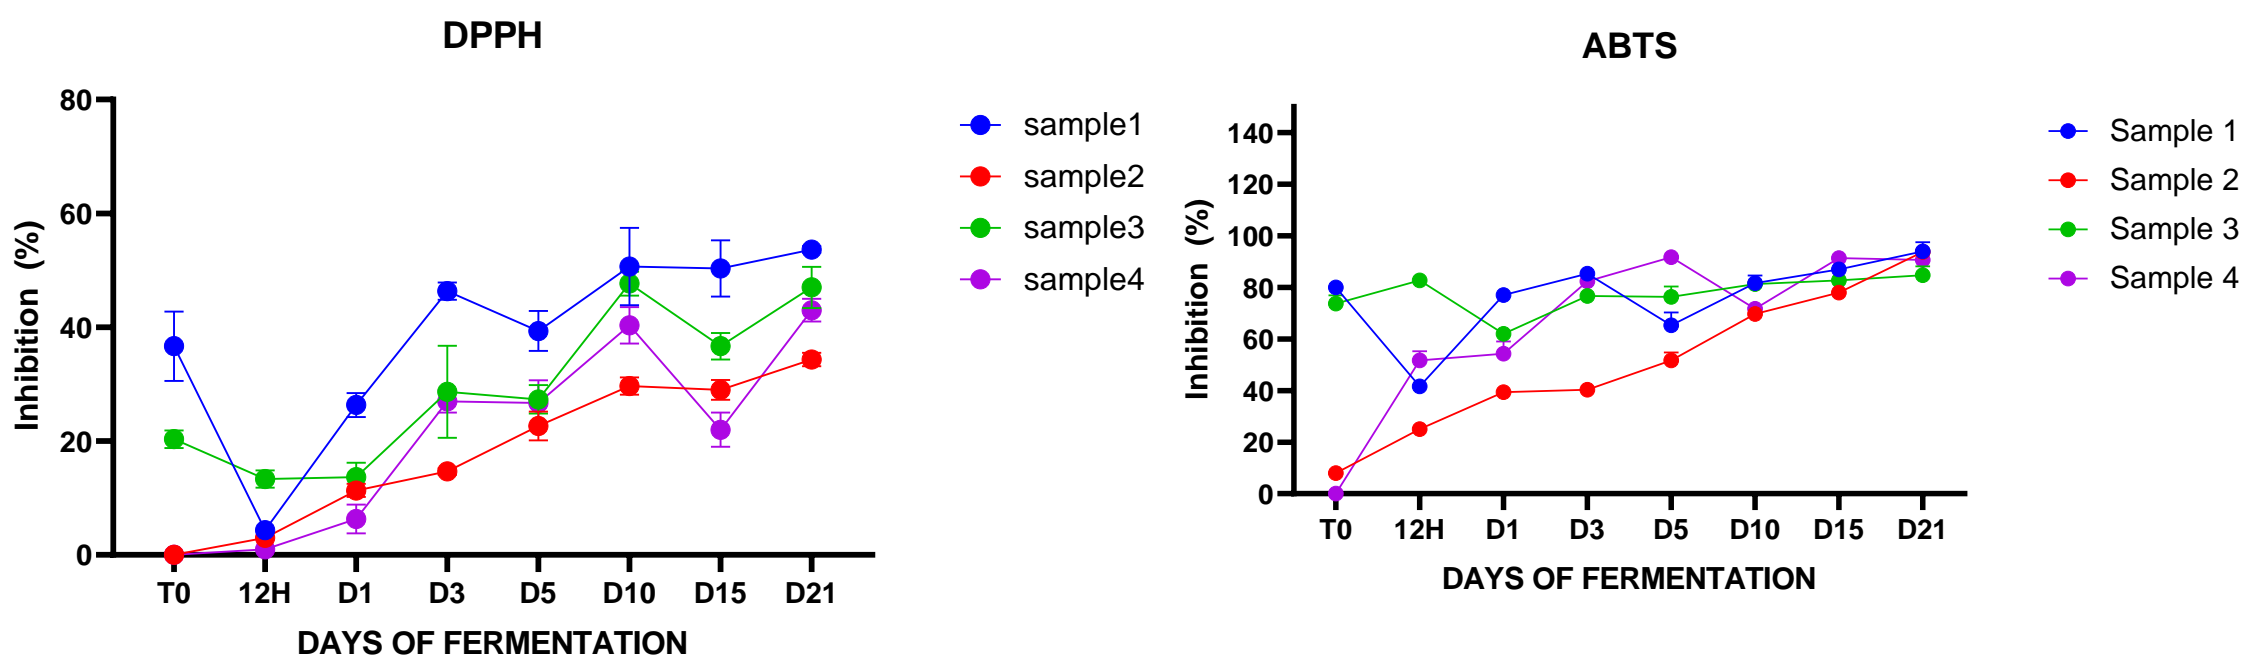 DPPH
80
60
40
20
0
Inhibition (%)
T0 12H D1 D3 D5 D10 D15 D21
DAYS OF FERMENTATION
sample1
sample2
sample3
sample4
ABTS
140
120
100
80
60
40
20
0
Inhibition (%)
T0 12H D1 D3 D5 D10 D15 D21
DAYS OF FERMENTATION
Sample 1
Sample 2
Sample 3
Sample 4